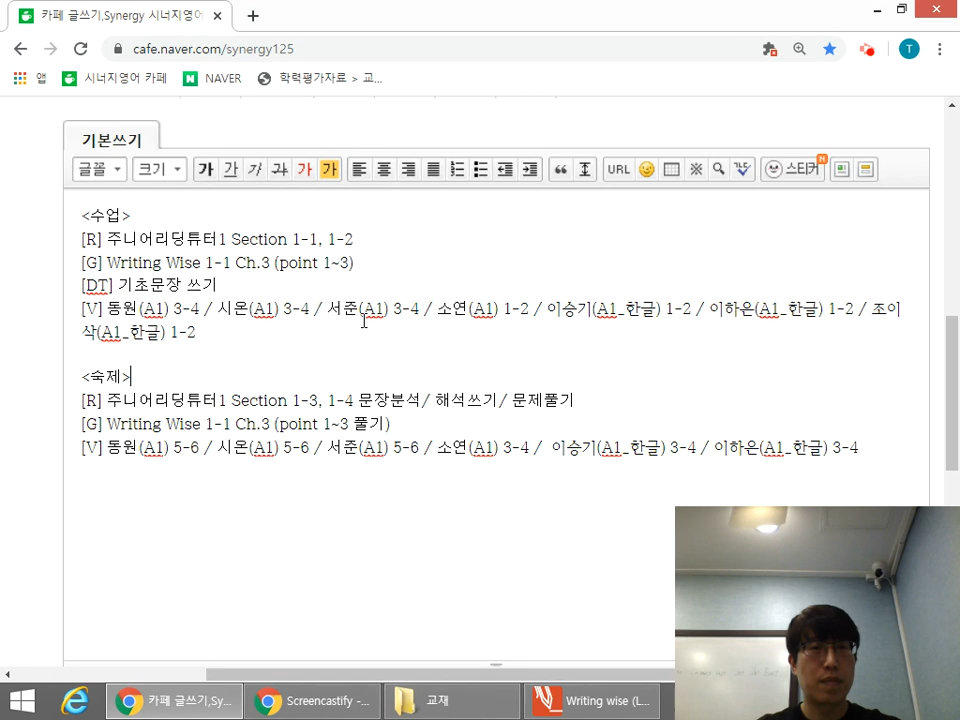 카페 글쓰기,Synergy 시너지영어
cafe.naver.com/synergy125
T
앱 시너지영어 카페 NAVER 학력평가자료 > 교...
기본쓰기
글꼴 크기 가 가 가 가 가 가 URL 스티커 N
<수업>
[R] 주니어리딩튜터1 Section 1-1, 1-2
[G] Writing Wise 1-1 Ch.3 (point 1~3)
[DT] 기초문장 쓰기
[V] 통원(A1) 3-4 / 시온(A1) 3-4 / 서준(A1) 3-4 / 소연(A1) 1-2 / 이승기(A1_한글) 1-2 / 이하은(A1_한글) 1-2 / 조이
삭(A1_한글) 1-2
<숙제>
[R] 주니어리딩튜터1 Section 1-3, 1-4 문장분석/ 해석쓰기/ 문제풀기
[G] Writing Wise 1-1 Ch.3 (point 1~3 풀기)
[V] 통원(A1) 5-6 / 시온(A1) 5-6 / 서준(A1) 5-6 / 소연(A1) 3-4 / 이승기(A1_한글) 3-4 / 이하은(A1_한글) 3-4
카페 글쓰기,Sy... Screencastify -... 교재 Writing wise (L...